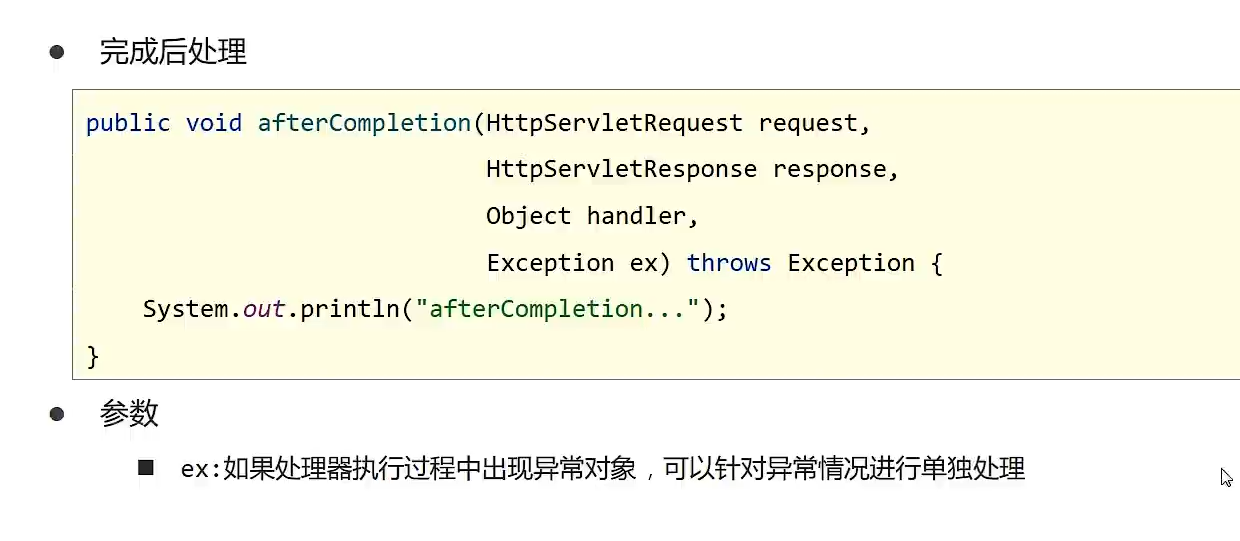 完成后处理
public void afterCompletion(HttpServletRequest request,
HttpServletResponse response,
Object handler,
Exception ex) throws Exception {
System.out.println("afterCompletion...");
}
参数
ex:如果处理器执行过程中出现异常对象，可以针对异常情况进行单独处理